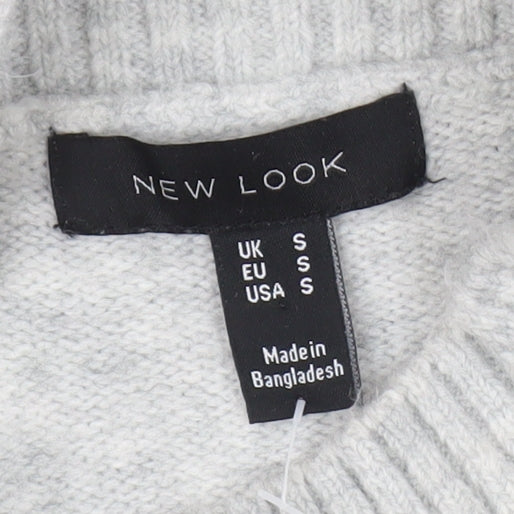 NEW LOOK
UK S
EU S
USA S
Made in
Bangladesh